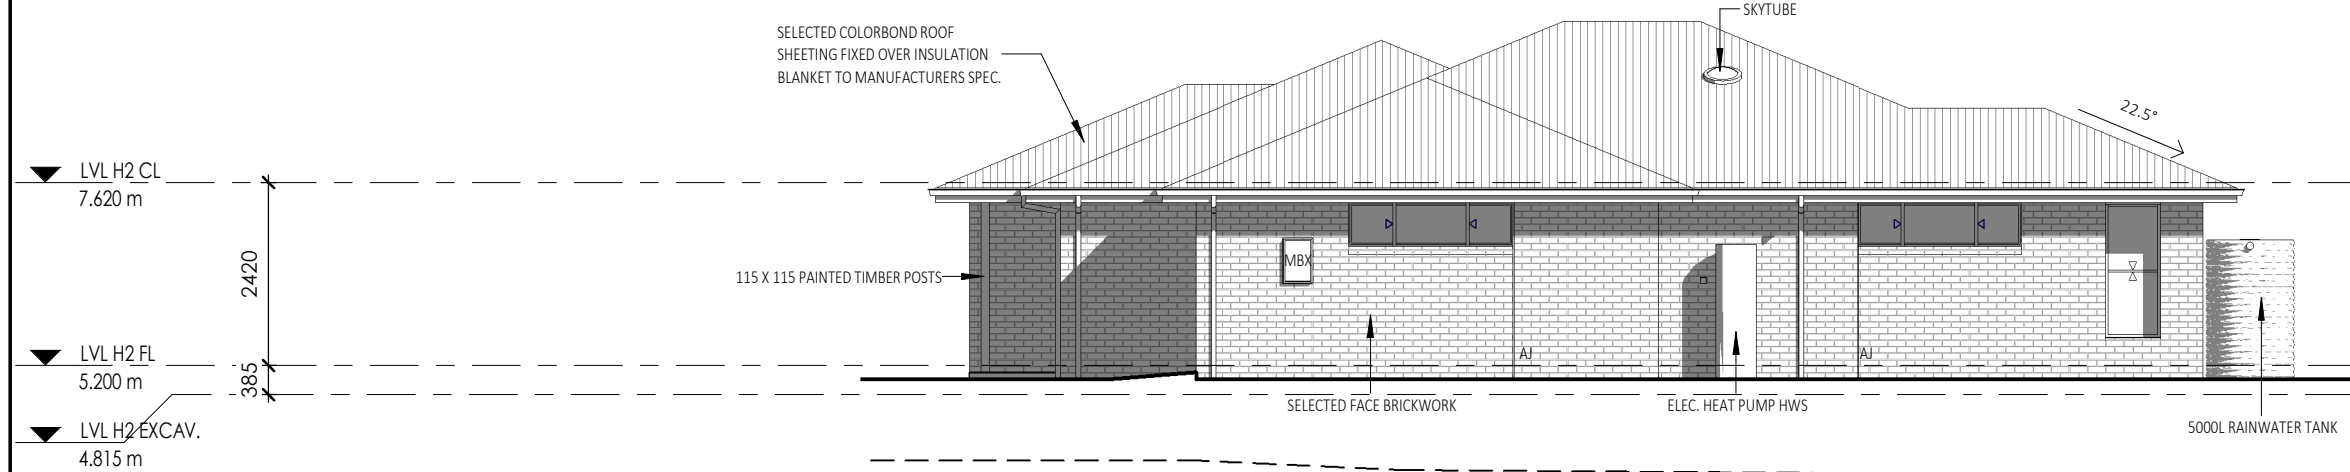 SKYTUBE
SELECTED COLORBOND ROOF
SHEETING FIXED OVER INSULATION
BLANKET TO MANUFACTURERS SPEC.
22.5°
LVL H2 CL
7.620 m
2420
115 X 115 PAINTED TIMBER POSTS
MBX
LVL H2 FL
5.200 m
385
AJ
AJ
SELECTED FACE BRICKWORK
ELEC. HEAT PUMP HWS
5000L RAINWATER TANK
LVL H2 EXCAV.
4.815 m